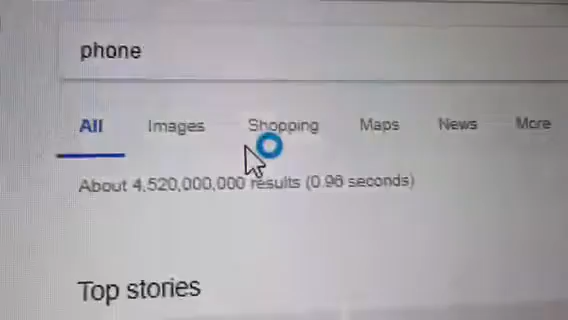 phone
All Images Shopping Maps News More
About 4,520,000,000 results (0.96 seconds)
Top stories